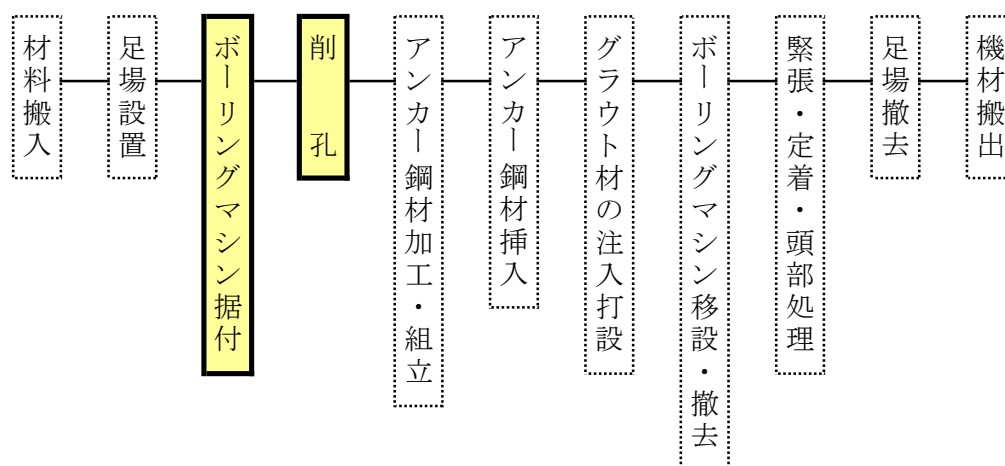 材料搬入
足場設置
ボーリングマシン据付
削孔
アンカー鋼材加工・組立
アンカー鋼材挿入
グラウト材の注入打設
ボーリングマシン移設・撤去
緊張・定着・頭部処理
足場撤去
機材搬出